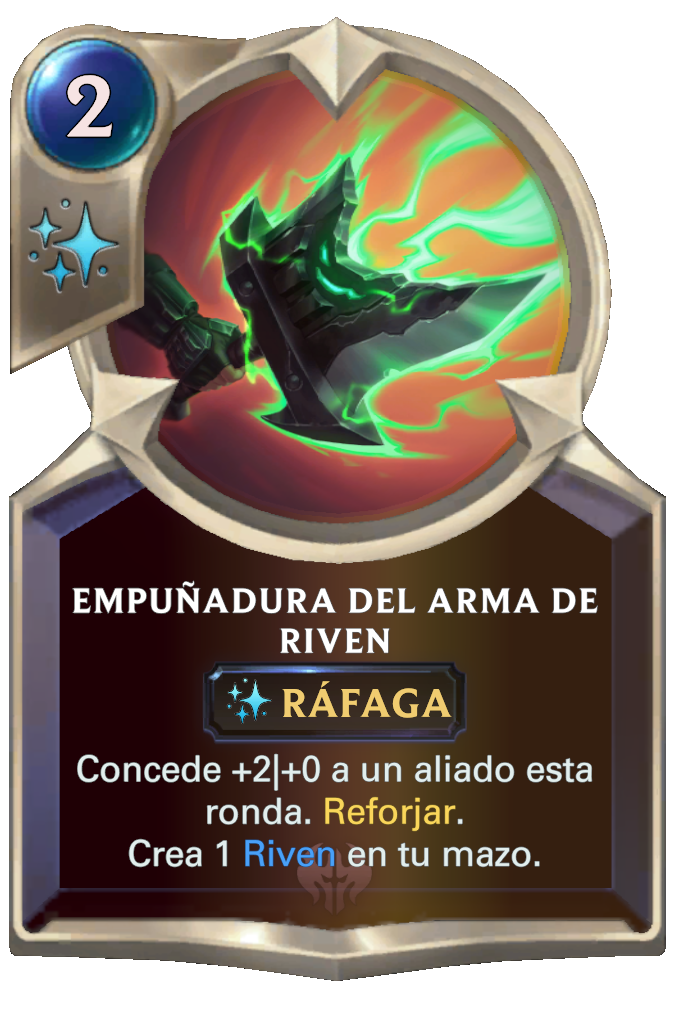 2
EMPUÑADURA DEL ARMA DE
RIVEN
RÁFAGA
Concede +2|+0 a un aliado esta
ronda. Reforjar.
Crea 1 Riven en tu mazo.